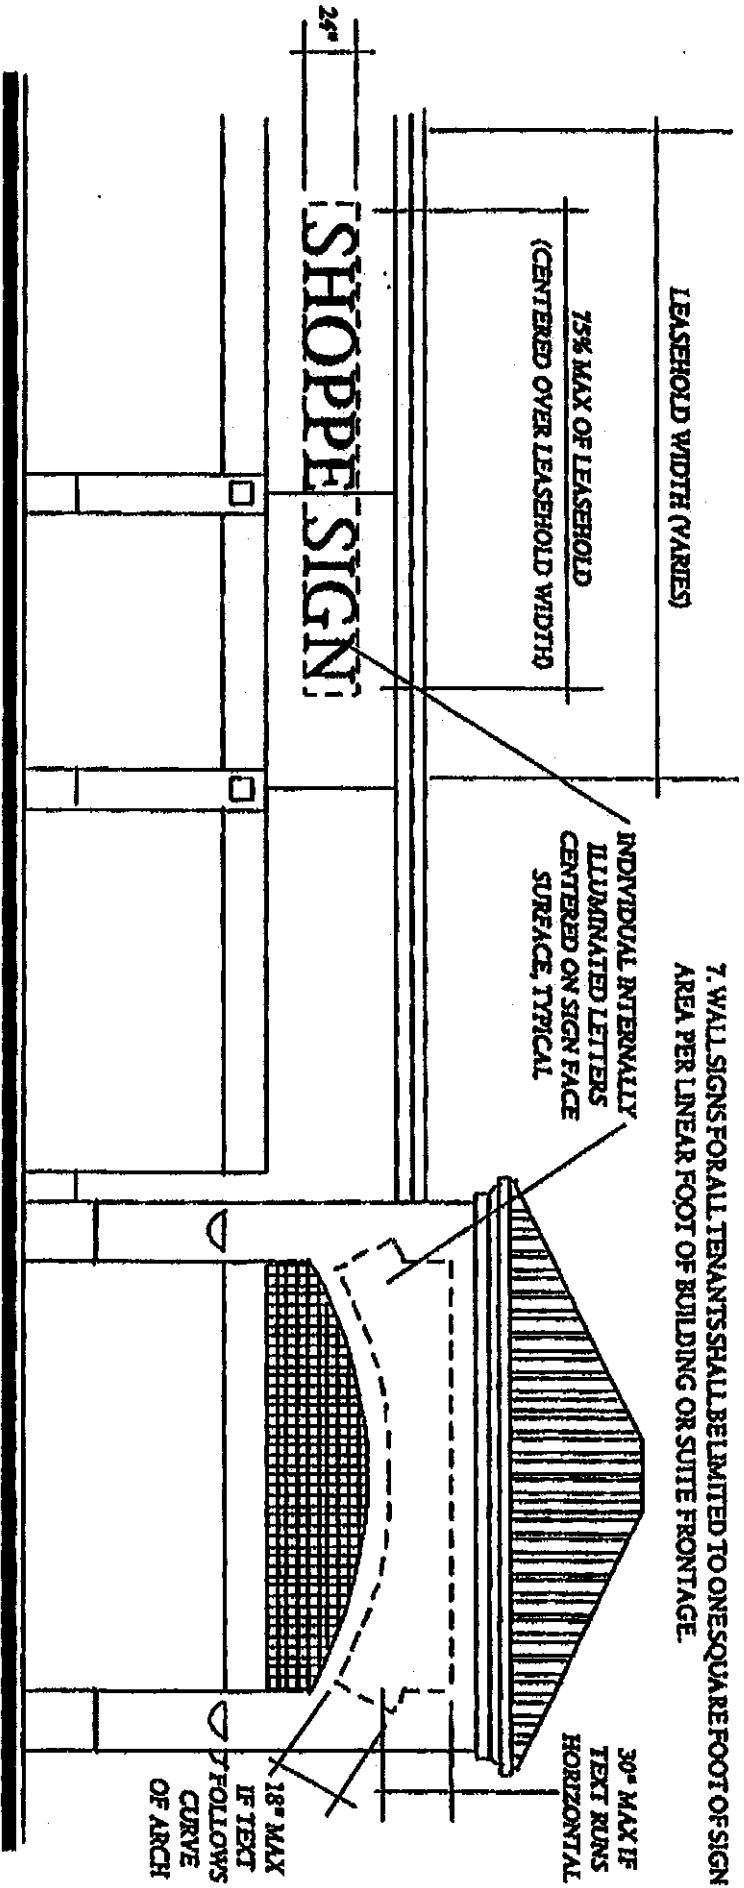 7. WALL SIGNS FOR ALL TENANTS SHALL BE LIMITED TO ONE SQUARE FOOT OF SIGN
AREA PER LINEAR FOOT OF BUILDING OR SUITE FRONTAGE.
LEASEHOLD WIDTH (VARIES)
75% MAX OF LEASEHOLD
(CENTERED OVER LEASEHOLD WIDTH)
INDIVIDUAL INTERNALLY
ILLUMINATED LETTERS
CENTERED ON SIGN FACE
SURFACE, TYPICAL
30" MAX IF
TEXT RUNS
HORIZONTAL
24"
SHOPPE SIGN
18" MAX
IF TEXT
FOLLOWS
CURVE
OF ARCH